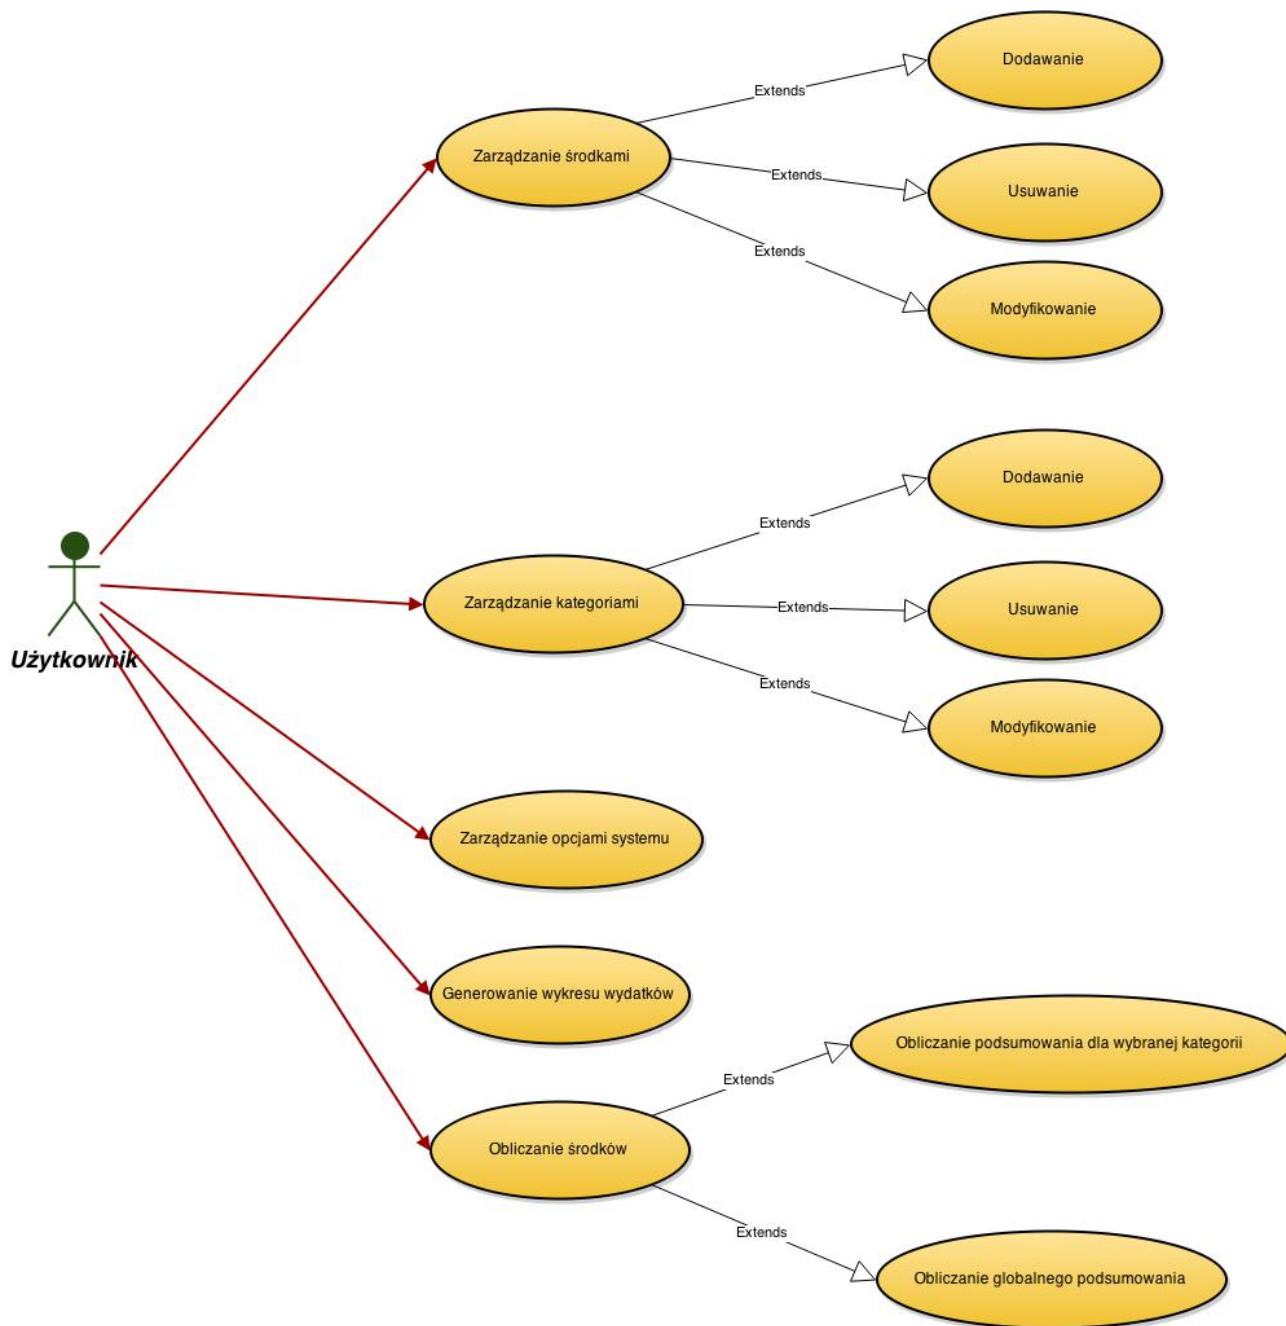 Dodawanie
Extends
Zarządzanie środkami
Extends
Usuwanie
Extends
Modyfikowanie
Dodawanie
Extends
Zarządzanie kategoriami
Extends
Usuwanie
Użytkownik
Extends
Modyfikowanie
Zarządzanie opcjami systemu
Generowanie wykresu wydatków
Obliczanie podsumowania dla wybranej kategorii
Extends
Obliczanie środków
Extends
Obliczanie globalnego podsumowania